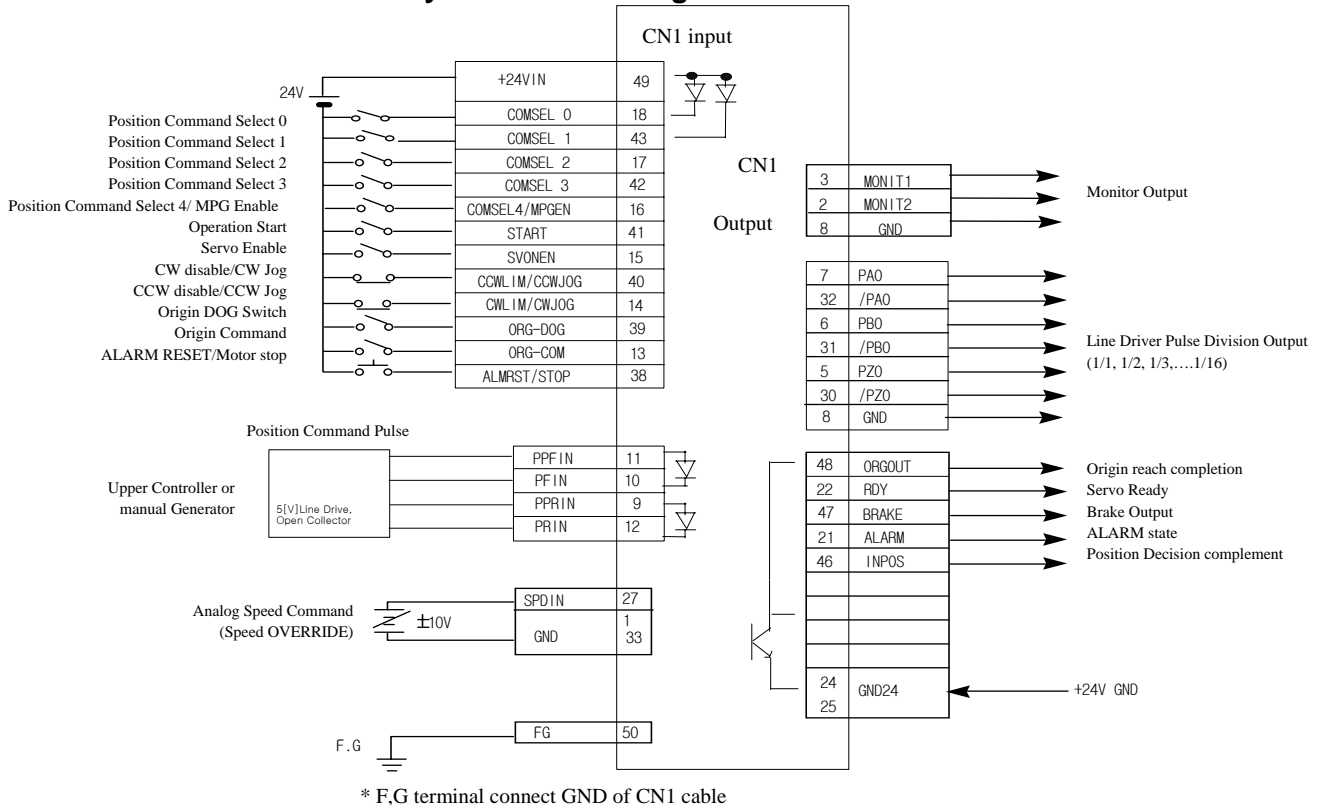 CN1 input
24V
+24VIN 49
Position Command Select 0 COMSEL 0 18
Position Command Select 1 COMSEL 1 43
Position Command Select 2 COMSEL 2 17
Position Command Select 3 COMSEL 3 42
Position Command Select 4/ MPG Enable COMSEL4/MPGEN 16
Operation Start START 41
Servo Enable SVONEN 15
CW disable/CW Jog CCWLIM/CCWJOG 40
CCW disable/CCW Jog CWLIM/CWJOG 14
Origin DOG Switch ORG-DOG 39
Origin Command ORG-COM 13
ALARM RESET/Motor stop ALMRST/STOP 38
Position Command Pulse
Upper Controller or
manual Generator
5[V]Line Drive,
Open Collector
PPFIN 11
PFIN 10
PPRIN 9
PRIN 12
Analog Speed Command
(Speed OVERRIDE)
±10V
SPDIN 27
GND 1
33
F.G
FG 50
CN1
Output
3 MONIT1
2 MONIT2
8 GND
Monitor Output
7 PAO
32 /PAO
6 PBO
31 /PBO
5 PZO
30 /PZO
8 GND
Line Driver Pulse Division Output
(1/1, 1/2, 1/3,….1/16)
48 ORGOUT Origin reach completion
22 RDY Servo Ready
47 BRAKE Brake Output
21 ALARM ALARM state
46 INPOS Position Decision complement
24
25
GND24 +24V GND
* F,G terminal connect GND of CN1 cable